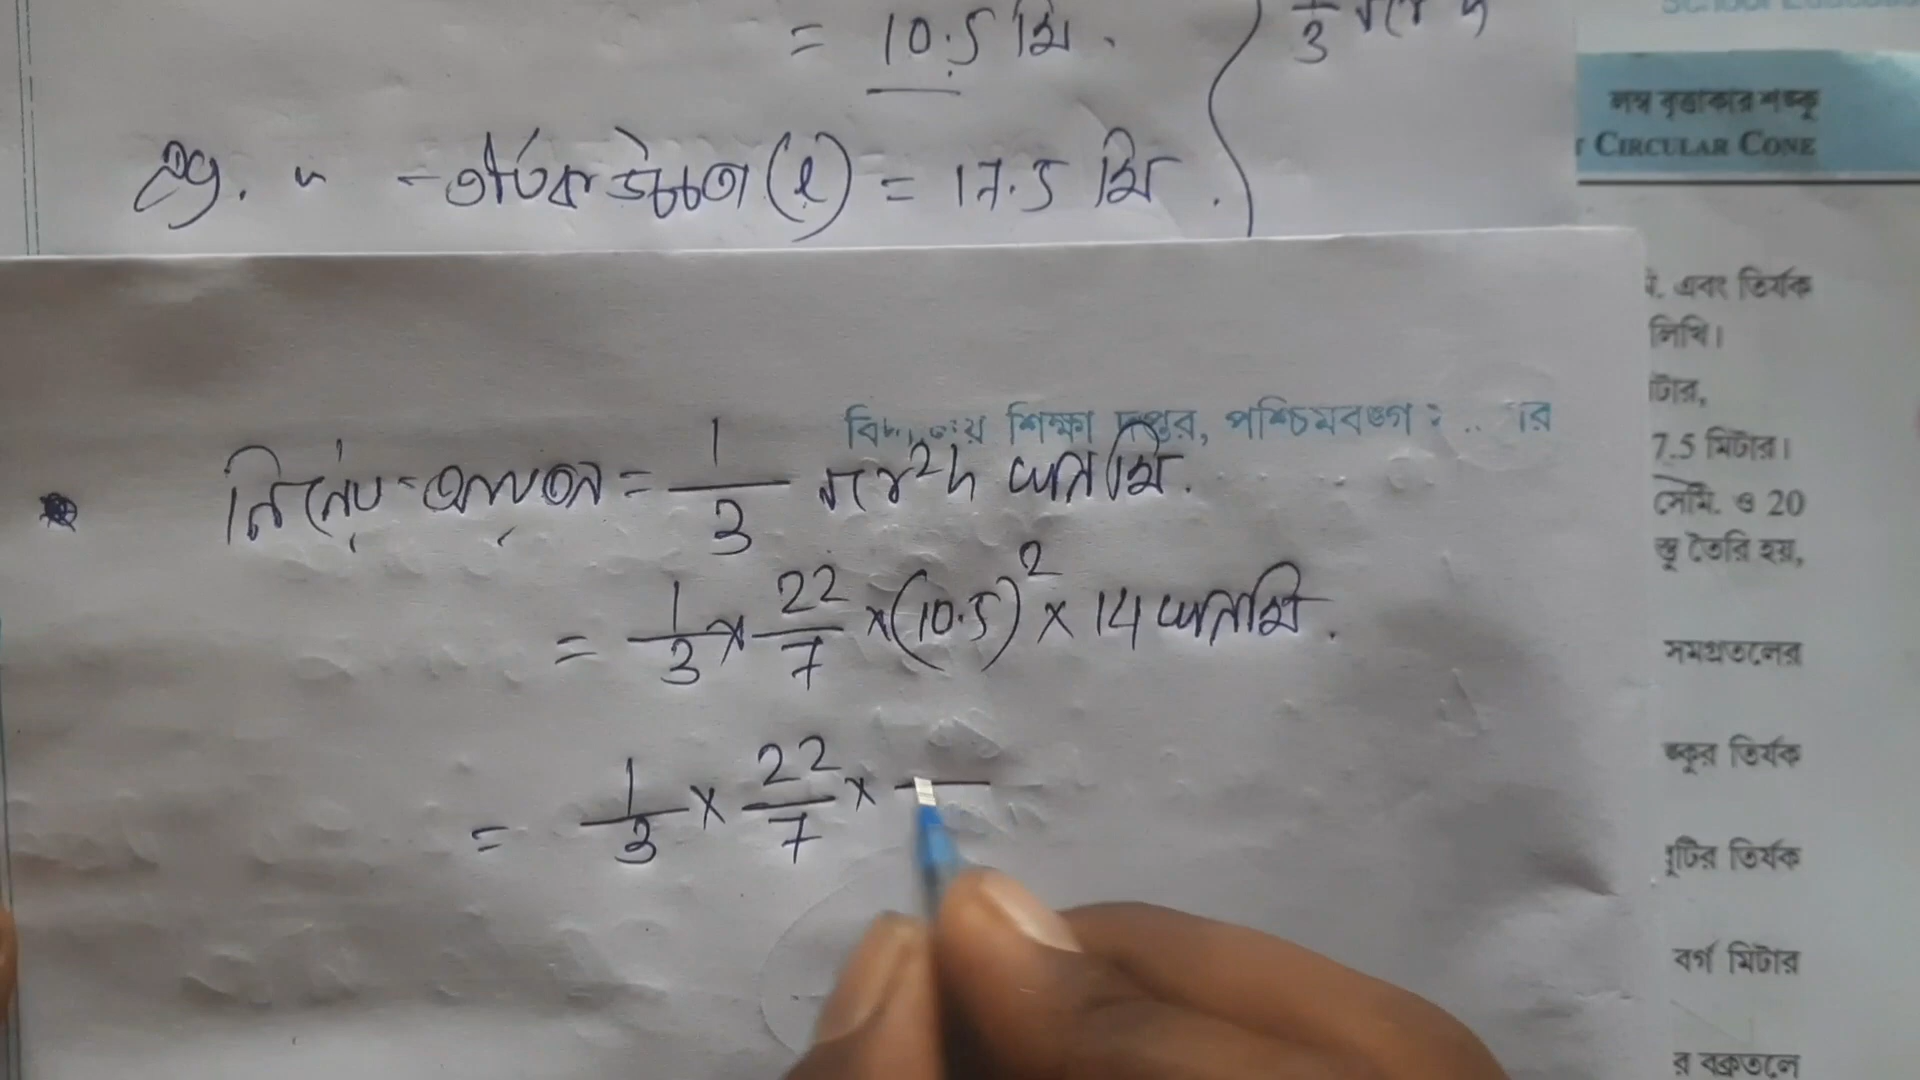 = 10.5 মি.
এবং " তীর্যক উচ্চতা (l) = 17.5 মি.
নির্ণেয় আয়তন = 1/3 πr²h ঘনমি.
= 1/3 × 22/7 × (10.5)² × 14 ঘনমি.
= 1/3 × 22/7 ×
শিক্ষা দপ্তর, পশ্চিমবঙ্গ
লম্ব বৃত্তাকার শঙ্কু
CIRCULAR CONE
মি. এবং তির্যক
লিখি।
মিটার,
7.5 মিটার।
সেমি. ও 20
স্তু তৈরি হয়,
সমগ্রতলের
ঙ্কুর তির্যক
টির তির্যক
বর্গ মিটার
র বক্রতলে